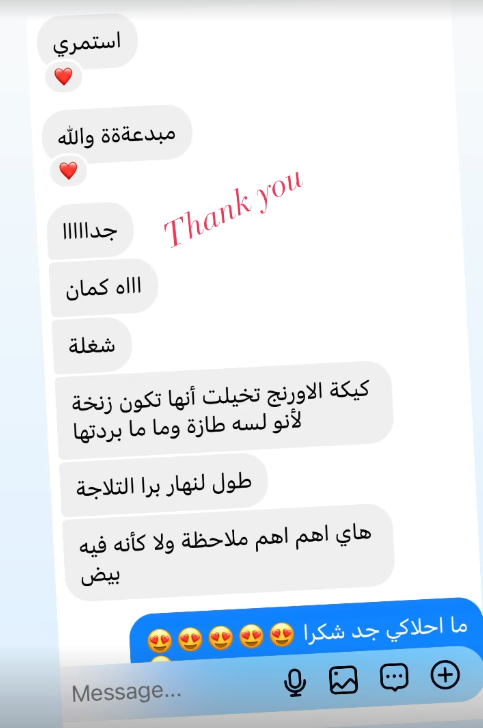 استمري
❤️
مبدعةةة والله
❤️
جدااااا
Thank you
اااه كمان
شغلة
كيكة الاورنج تخيلت أنها تكون زنخة
لأنو لسه طازة وما ما بردتها
طول لنهار برا التلاجة
هاي اهم اهم ملاحظة ولا كأنه فيه
بيض
ما احلاكي جد شكرا 😍😍😍😍😍
Message...